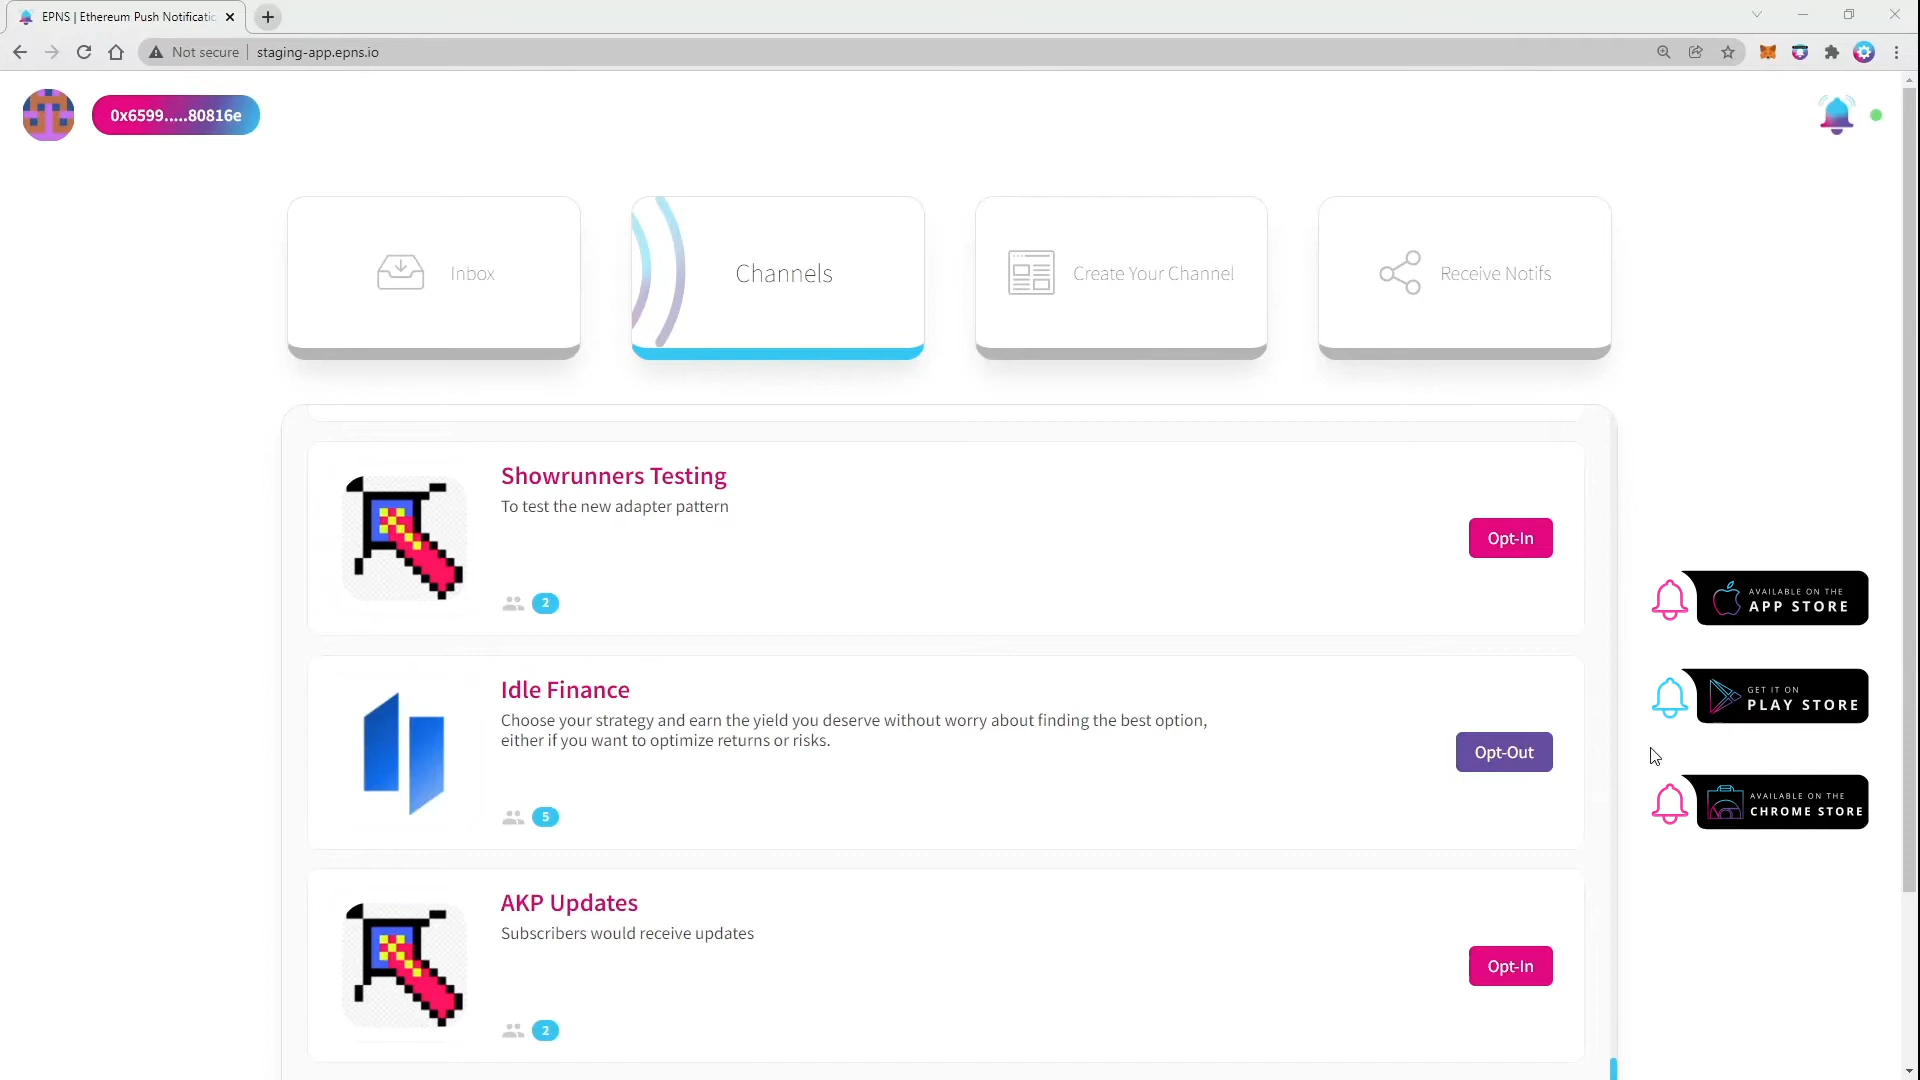 EPNS | Ethereum Push Notificatic
Not secure
staging-app.epns.io
0x6599.....80816e
Inbox
Channels
Create Your Channel
Receive Notifs
Showrunners Testing
To test the new adapter pattern
Opt-In
2
Idle Finance
Choose your strategy and earn the yield you deserve without worry about finding the best option,
either if you want to optimize returns or risks.
Opt-Out
5
AKP Updates
Subscribers would receive updates
Opt-In
2
AVAILABLE ON THE
APP STORE
GET IT ON
PLAY STORE
AVAILABLE ON THE
CHROME STORE